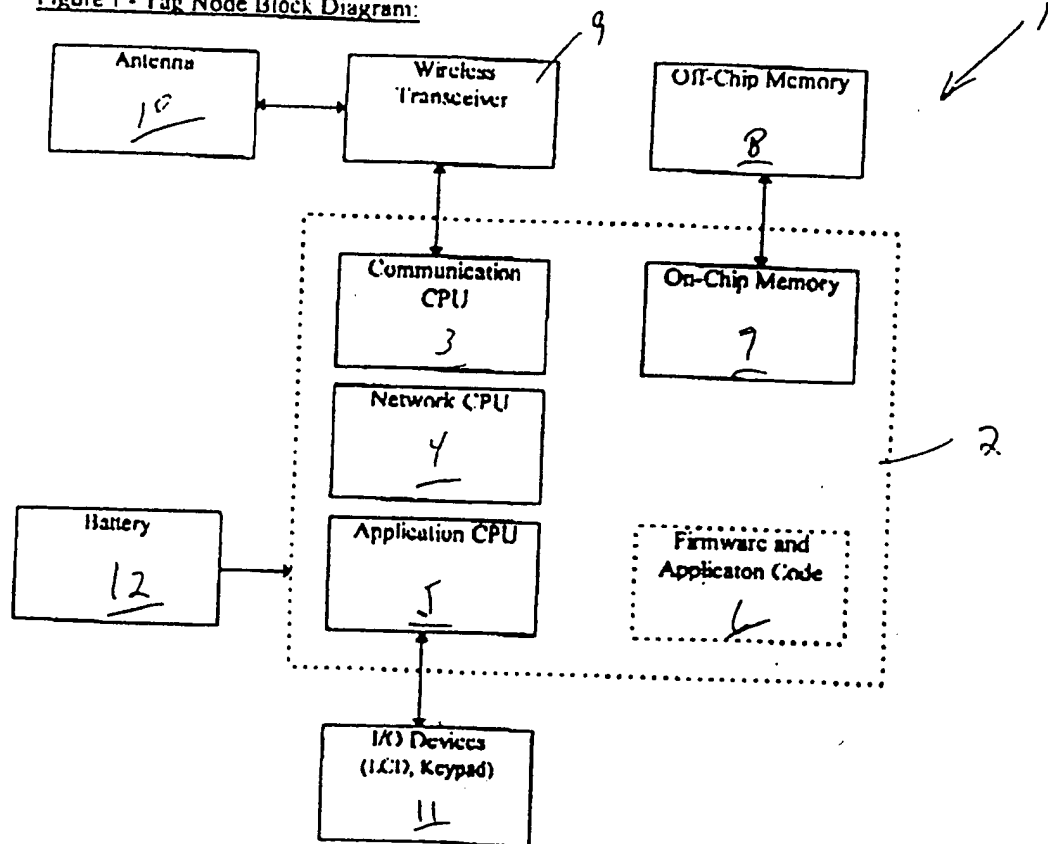 Figure 1 - Tag Node Block Diagram:
1
9
Antenna
10
Wireless
Transceiver
Off-Chip Memory
8
Communication
CPU
3
On-Chip Memory
7
Network CPU
4
2
Battery
12
Application CPU
5
Firmware and
Applicaton Code
6
I/O Devices
(LCD, Keypad)
11